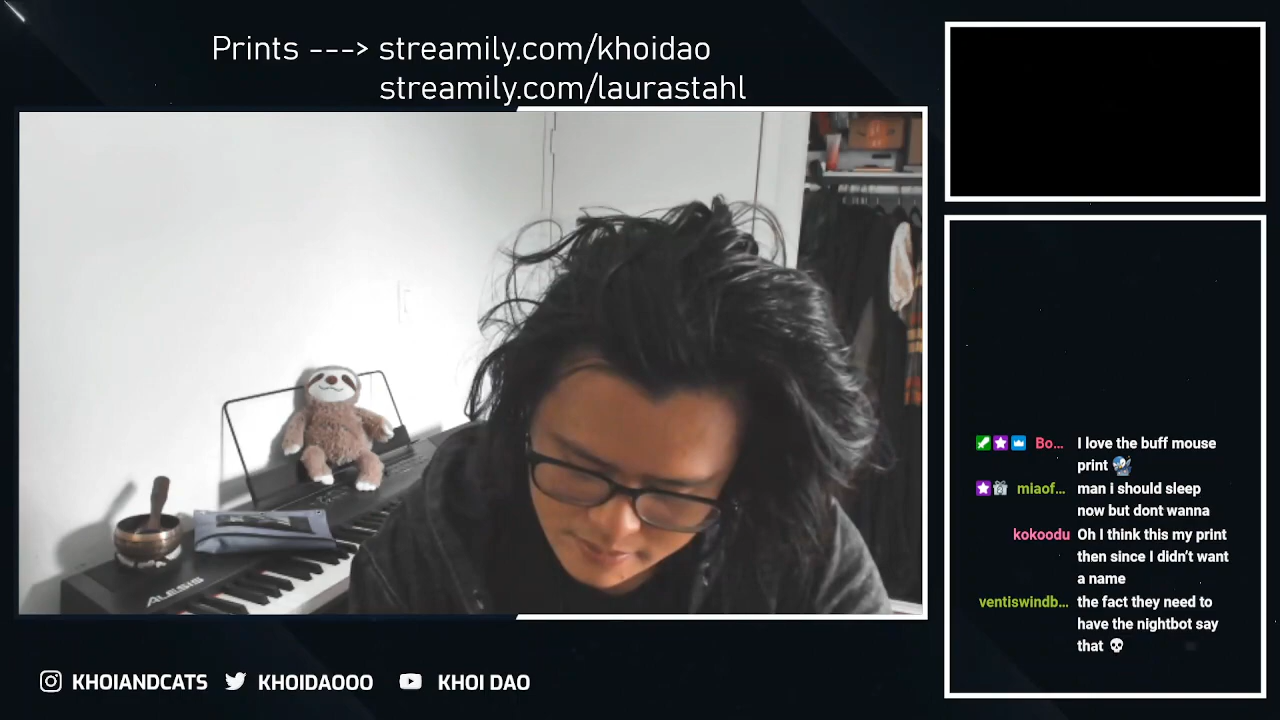 Prints ---> streamily.com/khoidao
streamily.com/laurastahl
ALESIS
Bo... I love the buff mouse
print
miaof... man i should sleep
now but dont wanna
kokoodu Oh I think this my print
then since I didn't want
a name
ventiswindb... the fact they need to
have the nightbot say
that
KHOIANDCATS KHOIDAOOO KHOI DAO